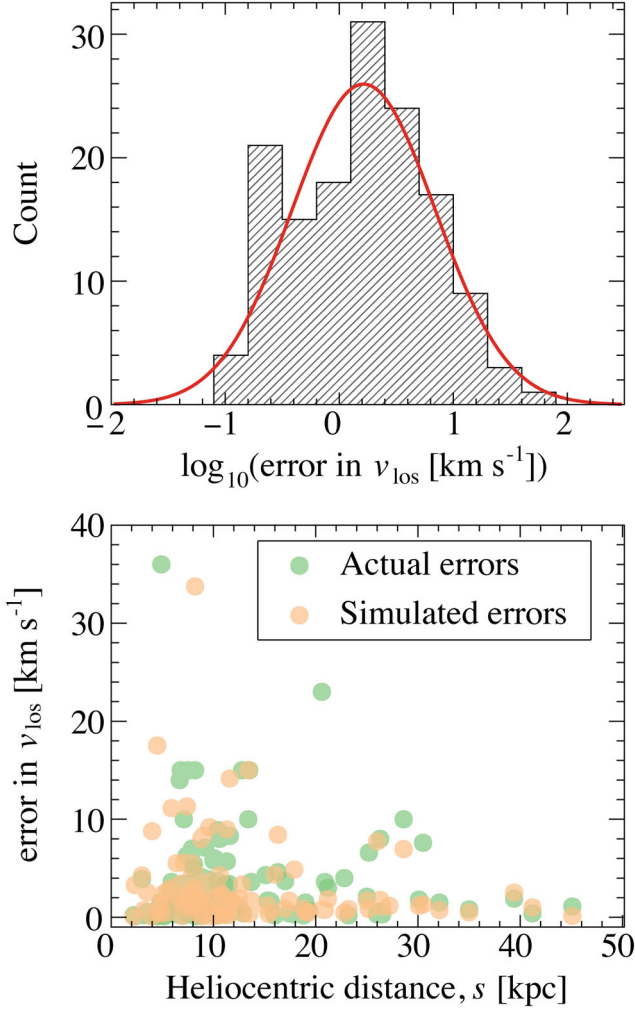 30
20
10
0
Count
−2 −1 0 1 2
log10(error in vlos [km s-1])
40
30
20
10
0
error in vlos [km s-1]
Actual errors
Simulated errors
0 10 20 30 40 50
Heliocentric distance, s [kpc]